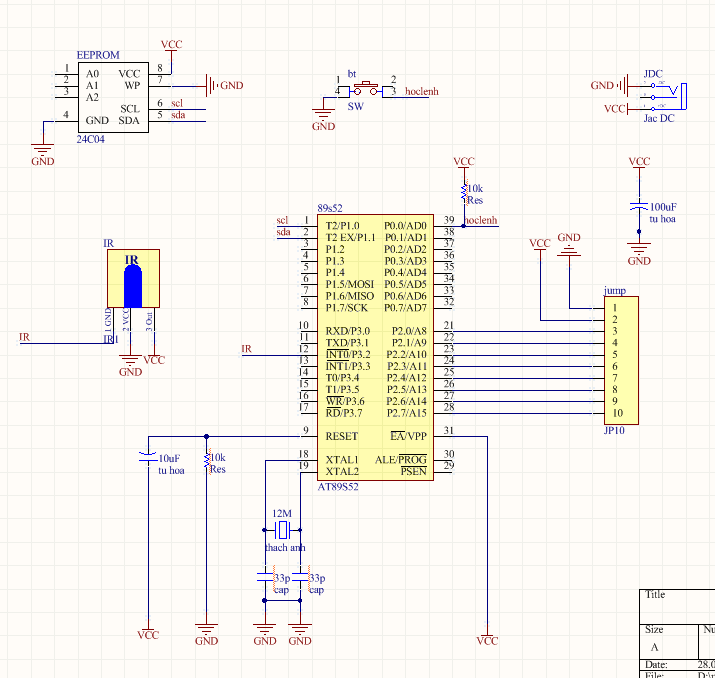 EEPROM
1 A0 VCC 8 VCC
2 A1 WP 7 GND
3 A2
SCL 6 scl
4 GND SDA 5 sda
GND
24C04
bt
1 2
4 3 hoclenh
SW
GND
JDC
GND
VCC
Jac DC
VCC
10k
Res
VCC
100uF
tu hoa
GND
89s52
scl 1 T2/P1.0 P0.0/AD0 39 hoclenh
sda 2 T2 EX/P1.1 P0.1/AD1 38
3 P1.2 P0.2/AD2 37
4 P1.3 P0.3/AD3 36
5 P1.4 P0.4/AD4 35
6 P1.5/MOSI P0.5/AD5 34
7 P1.6/MISO P0.6/AD6 33
8 P1.7/SCK P0.7/AD7 32
10 RXD/P3.0 P2.0/A8 21
11 TXD/P3.1 P2.1/A9 22
IR 12 INT0/P3.2 P2.2/A10 23
13 INT1/P3.3 P2.3/A11 24
14 T0/P3.4 P2.4/A12 25
15 T1/P3.5 P2.5/A13 26
16 WR/P3.6 P2.6/A14 27
17 RD/P3.7 P2.7/A15 28
9 RESET EA/VPP 31
18 XTAL1 ALE/PROG 30
19 XTAL2 PSEN 29
AT89S52
IR
IR
1 GND
2 VCC
3 Out
IR
IR1
GND
VCC
VCC
GND
jump
1
2
3
4
5
6
7
8
9
10
JP10
10uF
tu hoa
10k
Res
12M
thach anh
33p
cap
33p
cap
VCC
GND
GND
GND
VCC
Title
Size
Nu
A
Date: 28.0
File: D:\